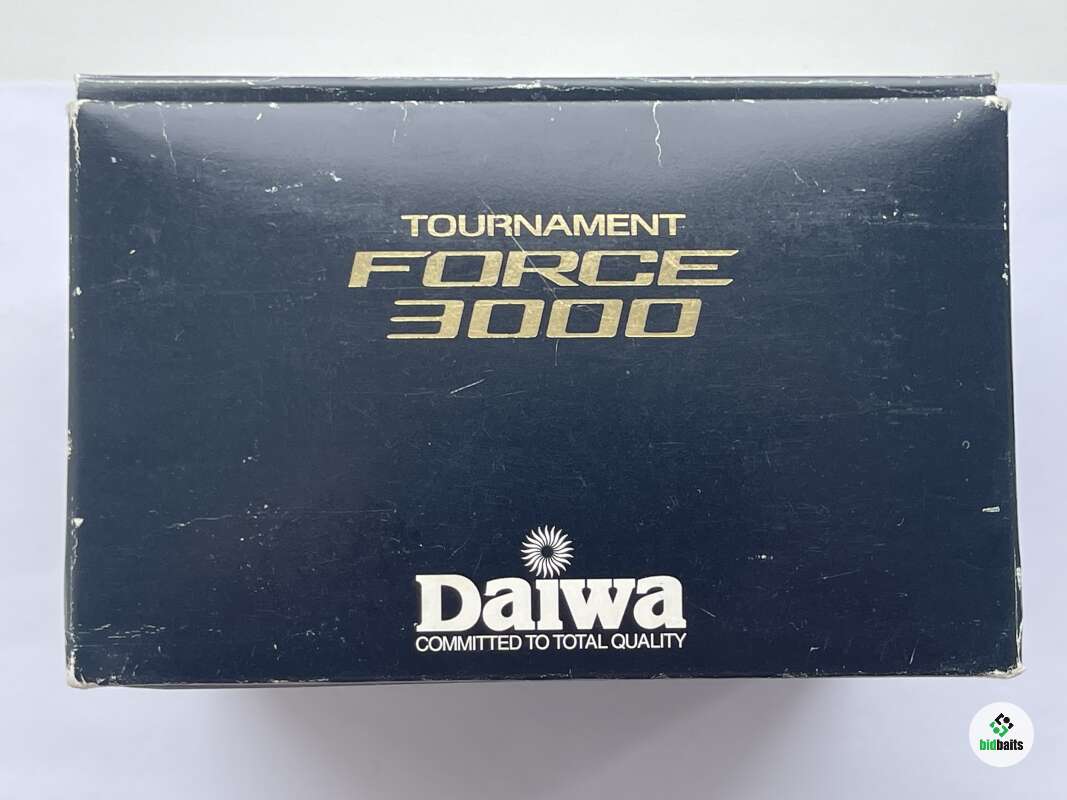 TOURNAMENT
FORCE
3000
Daiwa
COMMITTED TO TOTAL QUALITY
bidbaits